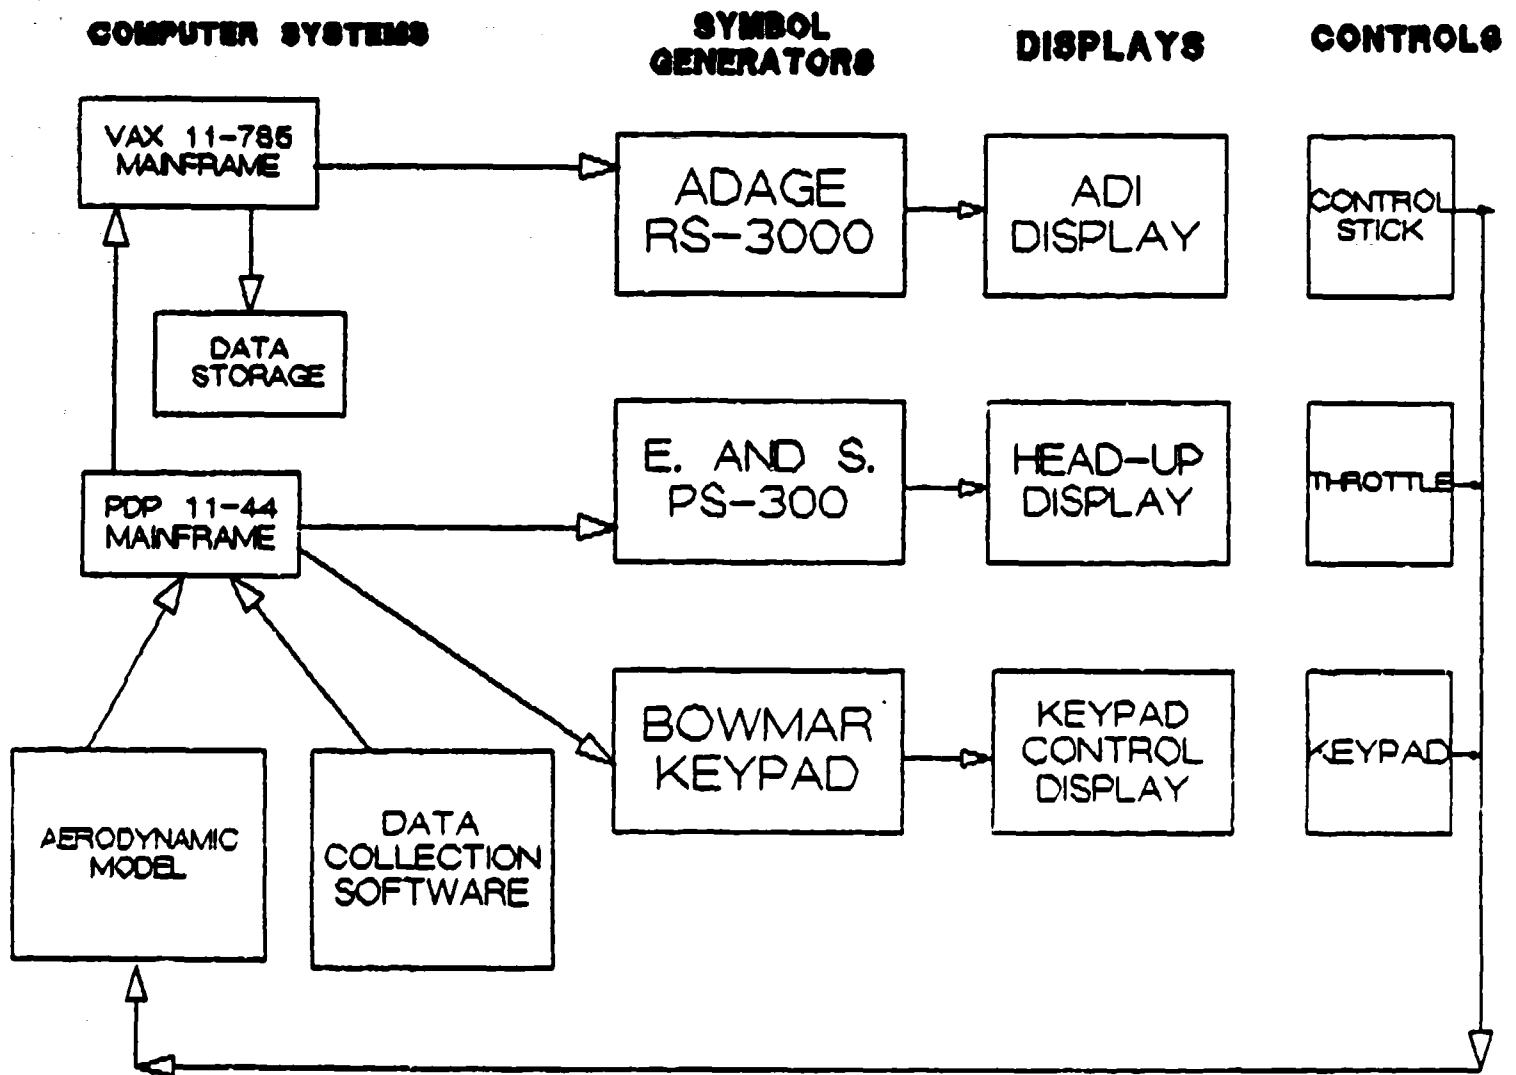 COMPUTER SYSTEMS
SYMBOL
GENERATORS
DISPLAYS
CONTROLS
VAX 11-785
MAINFRAME
ADAGE
RS-3000
ADI
DISPLAY
CONTROL
STICK
DATA
STORAGE
E. AND S.
PS-300
HEAD-UP
DISPLAY
THROTTLE
PDP 11-44
MAINFRAME
BOWMAR
KEYPAD
KEYPAD
CONTROL
DISPLAY
KEYPAD
AERODYNAMIC
MODEL
DATA
COLLECTION
SOFTWARE